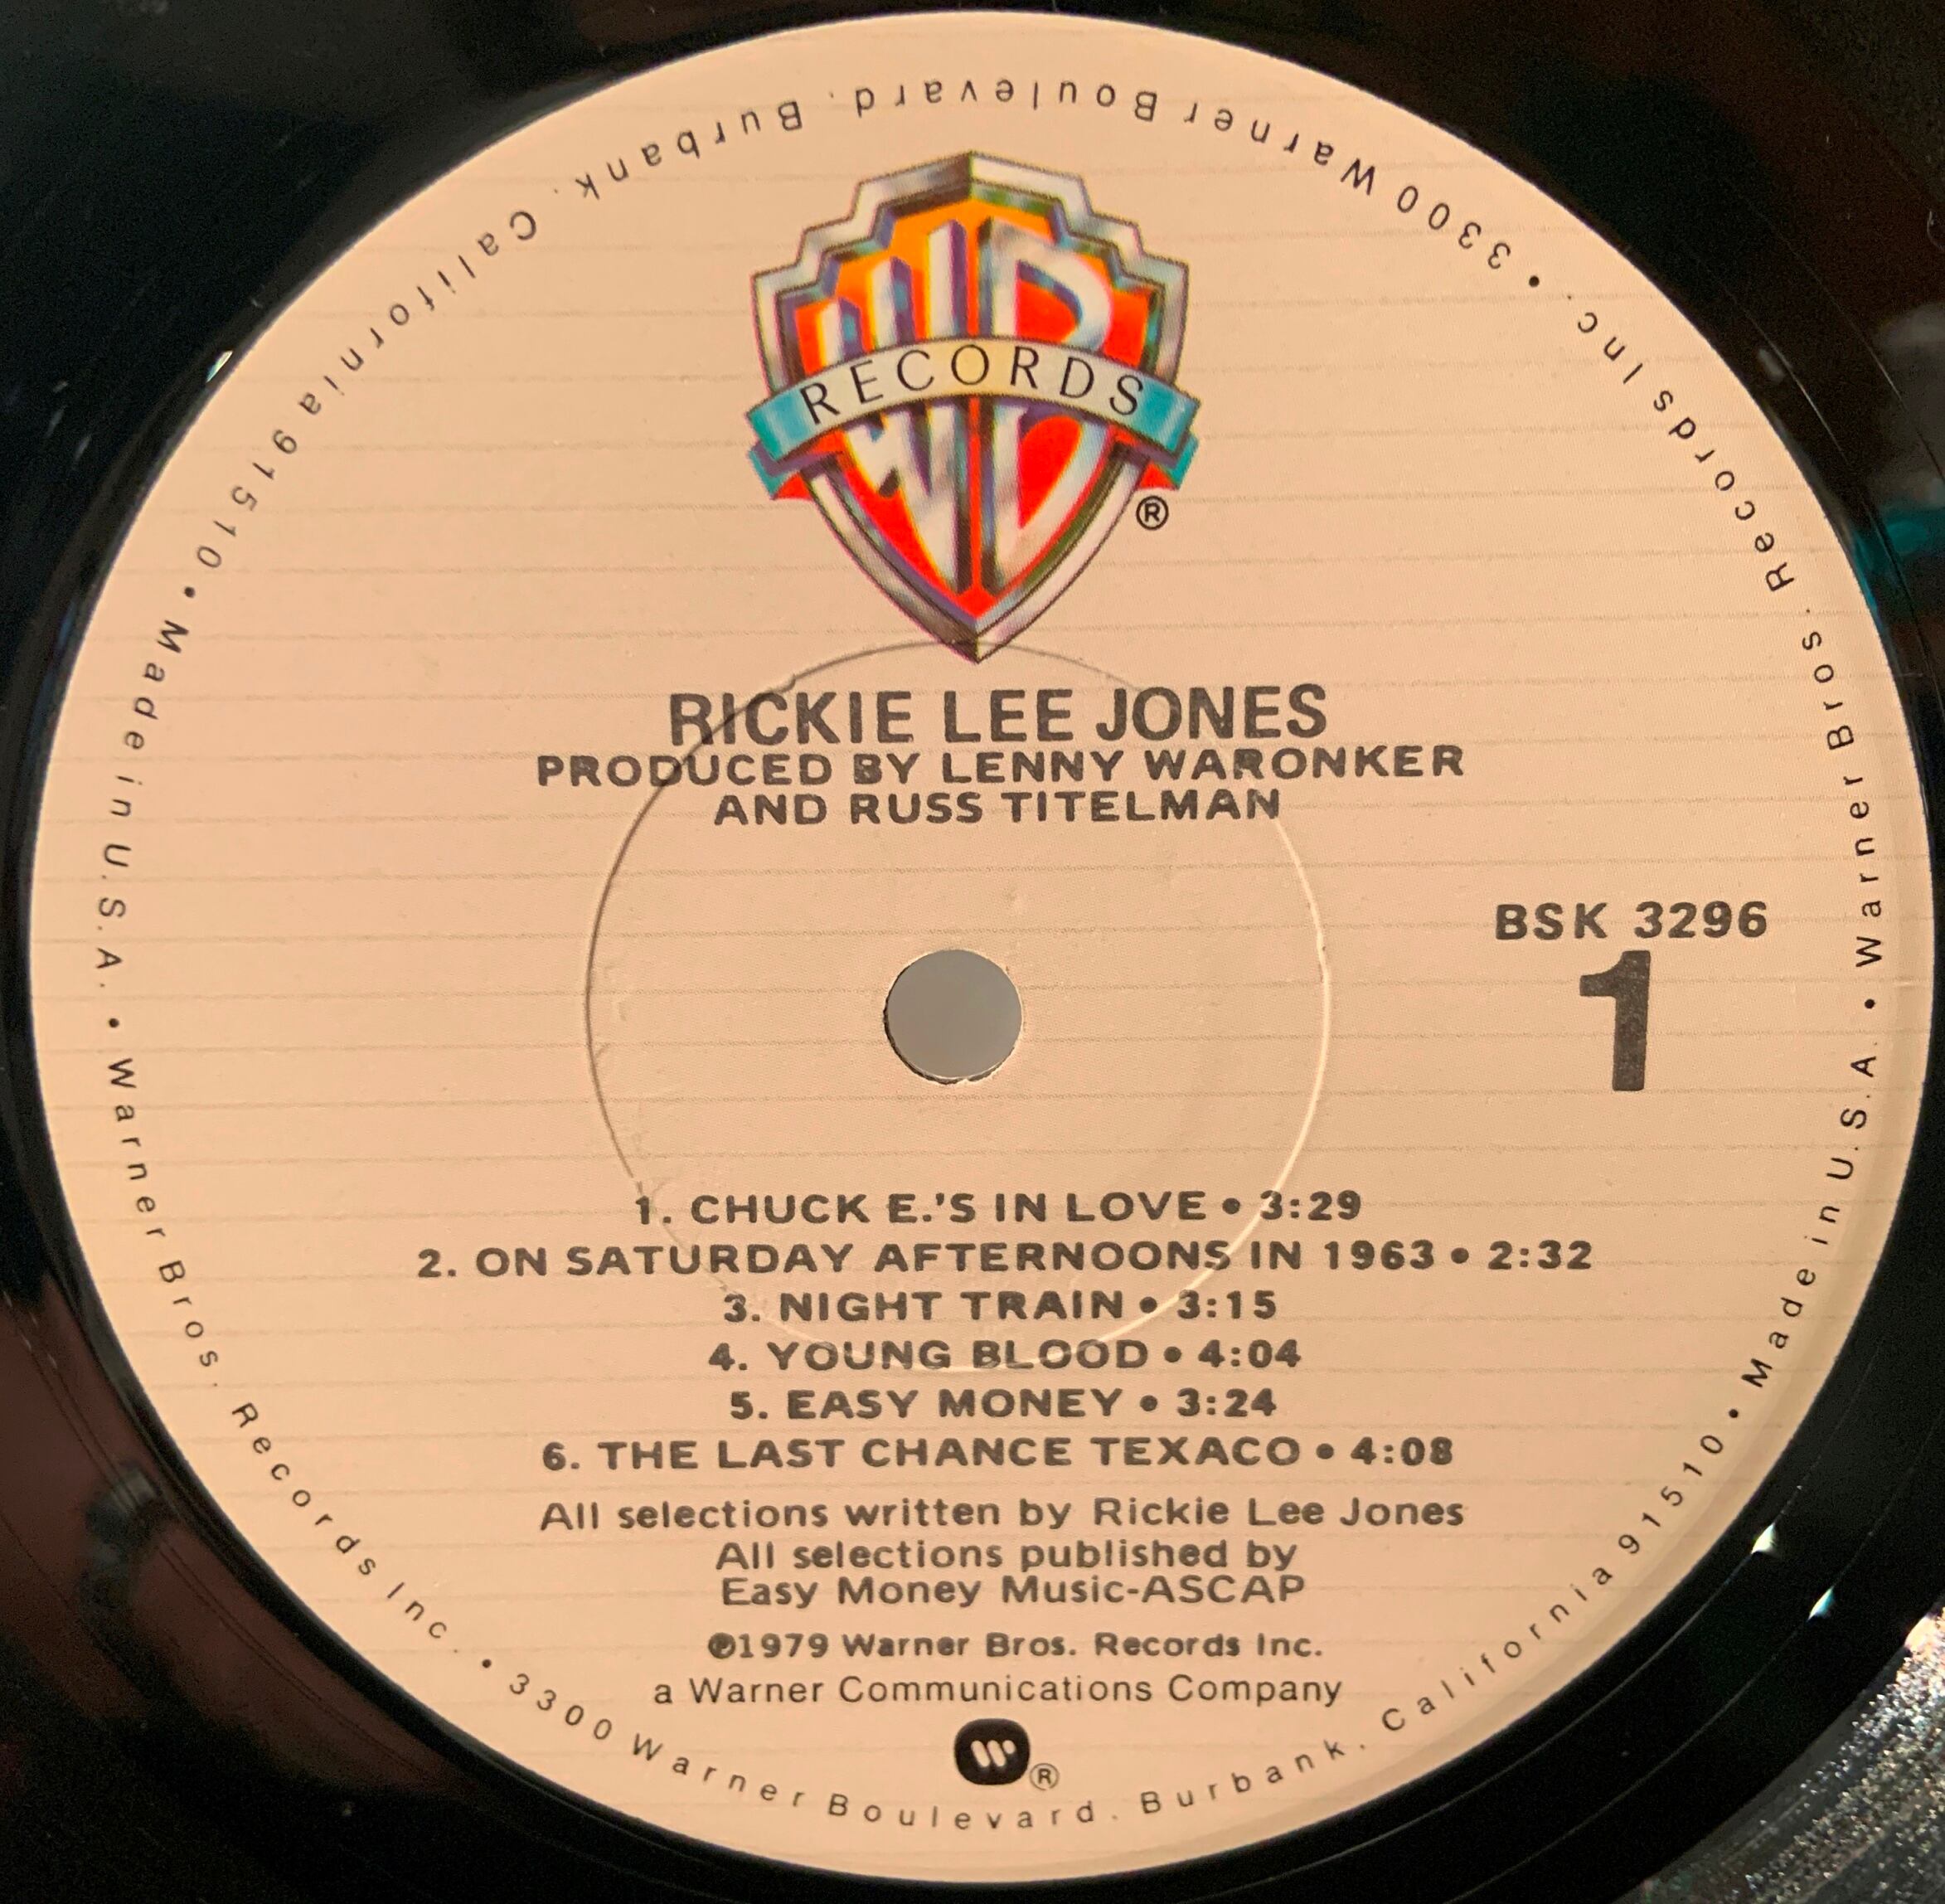 WB
RECORDS
®
RICKIE LEE JONES
PRODUCED BY LENNY WARONKER
AND RUSS TITELMAN
BSK 3296
1
1. CHUCK E.'S IN LOVE • 3:29
2. ON SATURDAY AFTERNOONS IN 1963 • 2:32
3. NIGHT TRAIN • 3:15
4. YOUNG BLOOD • 4:04
5. EASY MONEY • 3:24
6. THE LAST CHANCE TEXACO • 4:08
All selections written by Rickie Lee Jones
All selections published by
Easy Money Music-ASCAP
℗1979 Warner Bros. Records Inc.
a Warner Communications Company
W®
Warner Bros. Records Inc. • 3300 Warner Boulevard. Burbank. California 91510 • Made in U.S.A. • Warner Bros. Records Inc. • 3300 Warner Boulevard. Burbank. California 91510 • Made in U.S.A. •